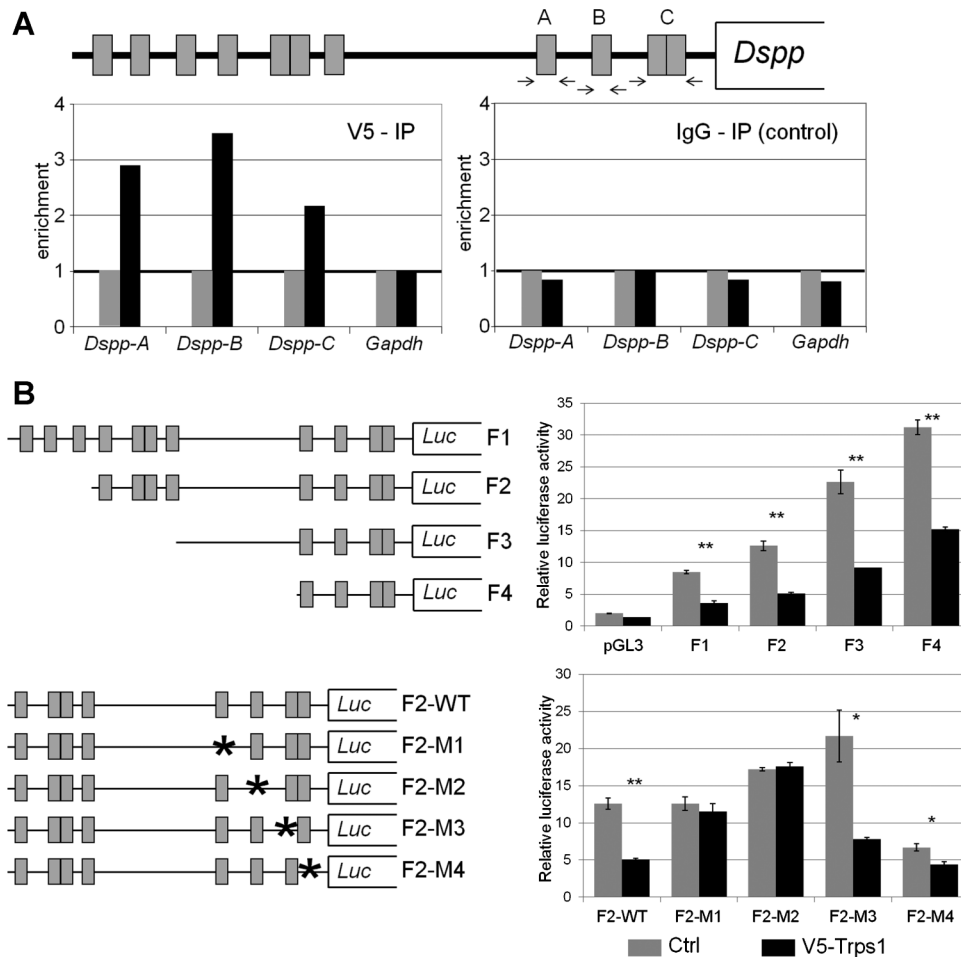 A
A B C
Dspp
V5 - IP
enrichment
4
3
2
1
0
Dspp-A Dspp-B Dspp-C Gapdh
IgG - IP (control)
enrichment
4
3
2
1
0
Dspp-A Dspp-B Dspp-C Gapdh
B
Luc F1
Luc F2
Luc F3
Luc F4
Relative luciferase activity
35
30
25
20
15
10
5
0
** ** ** **
pGL3 F1 F2 F3 F4
Luc F2-WT
* Luc F2-M1
* Luc F2-M2
* Luc F2-M3
* Luc F2-M4
Relative luciferase activity
30
25
20
15
10
5
0
** * *
F2-WT F2-M1 F2-M2 F2-M3 F2-M4
Ctrl V5-Trps1